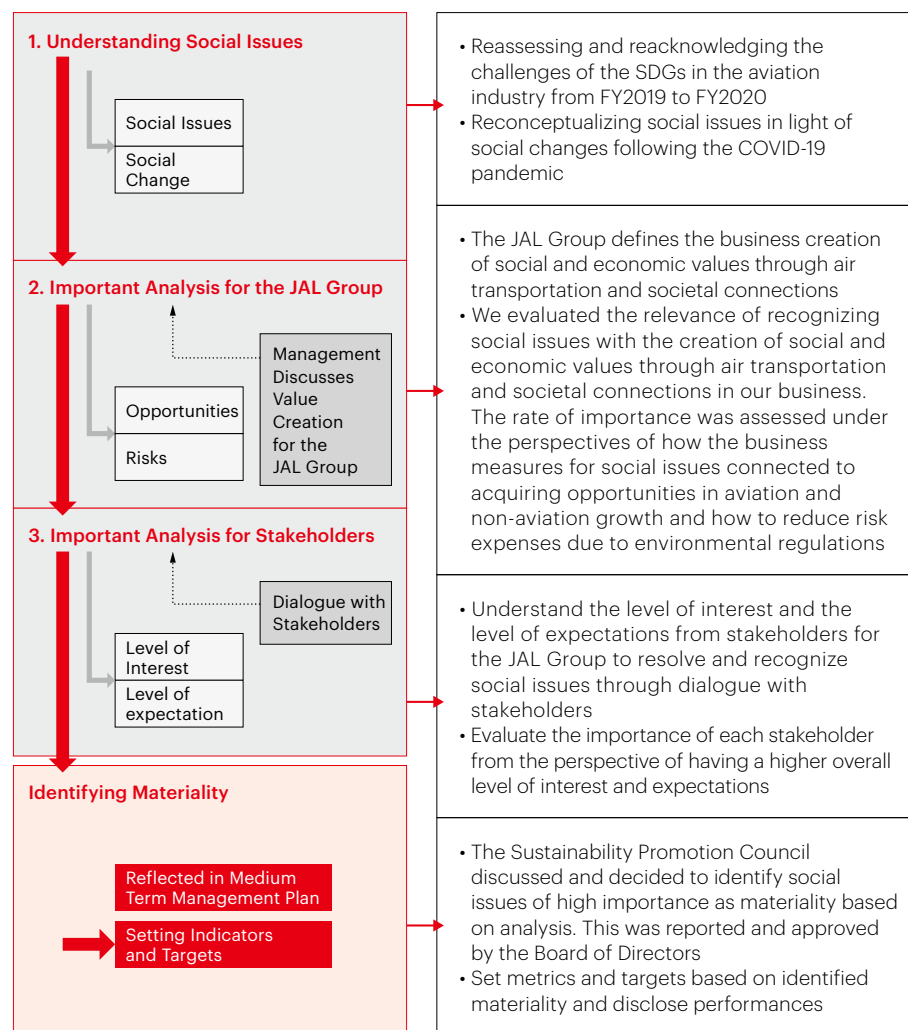 1. Understanding Social Issues
Social Issues
Social
Change
• Reassessing and reacknowledging the
challenges of the SDGs in the aviation
industry from FY2019 to FY2020
• Reconceptualizing social issues in light of
social changes following the COVID-19
pandemic
2. Important Analysis for the JAL Group
Management
Discusses
Value
Creation
for the
JAL Group
Opportunities
Risks
• The JAL Group defines the business creation
of social and economic values through air
transportation and societal connections
• We evaluated the relevance of recognizing
social issues with the creation of social and
economic values through air transportation
and societal connections in our business.
The rate of importance was assessed under
the perspectives of how the business
measures for social issues connected to
acquiring opportunities in aviation and
non-aviation growth and how to reduce risk
expenses due to environmental regulations
3. Important Analysis for Stakeholders
Dialogue with
Stakeholders
Level of
Interest
Level of
expectation
• Understand the level of interest and the
level of expectations from stakeholders for
the JAL Group to resolve and recognize
social issues through dialogue with
stakeholders
• Evaluate the importance of each stakeholder
from the perspective of having a higher overall
level of interest and expectations
Identifying Materiality
Reflected in Medium
Term Management Plan
Setting Indicators
and Targets
• The Sustainability Promotion Council
discussed and decided to identify social
issues of high importance as materiality based
on analysis. This was reported and approved
by the Board of Directors
• Set metrics and targets based on identified
materiality and disclose performances